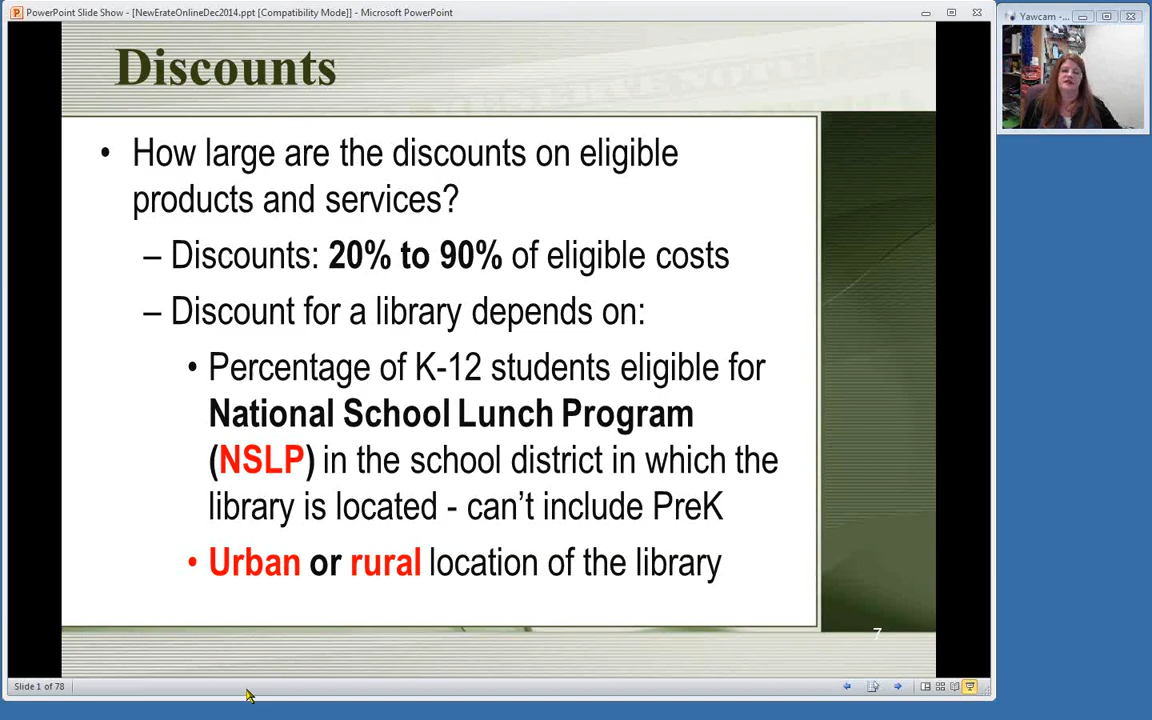 PowerPoint Slide Show - [NewErateOnlineDec2014.ppt [Compatibility Mode]] - Microsoft PowerPoint
Yawcam -...
Discounts
• How large are the discounts on eligible
products and services?
– Discounts: 20% to 90% of eligible costs
– Discount for a library depends on:
• Percentage of K-12 students eligible for
National School Lunch Program
(NSLP) in the school district in which the
library is located - can't include PreK
• Urban or rural location of the library
7
Slide 1 of 78